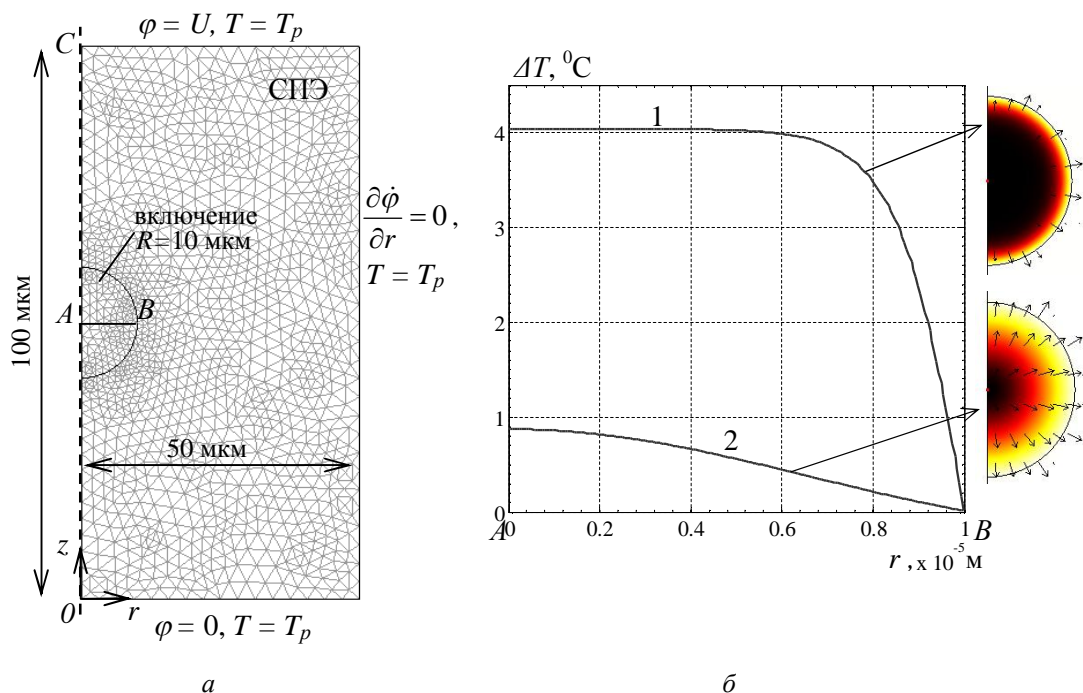 φ = U, T = Tₚ
C
СПЭ
включение
R=10 мкм
∂φ̇/∂r = 0,
T = Tₚ
A
B
100 мкм
50 мкм
z
0
r
φ = 0, T = Tₚ
а
ΔT, ⁰C
4
3
2
1
0
1
2
A
0
0.2
0.4
0.6
0.8
1
B
r , x 10⁻⁵ м
б